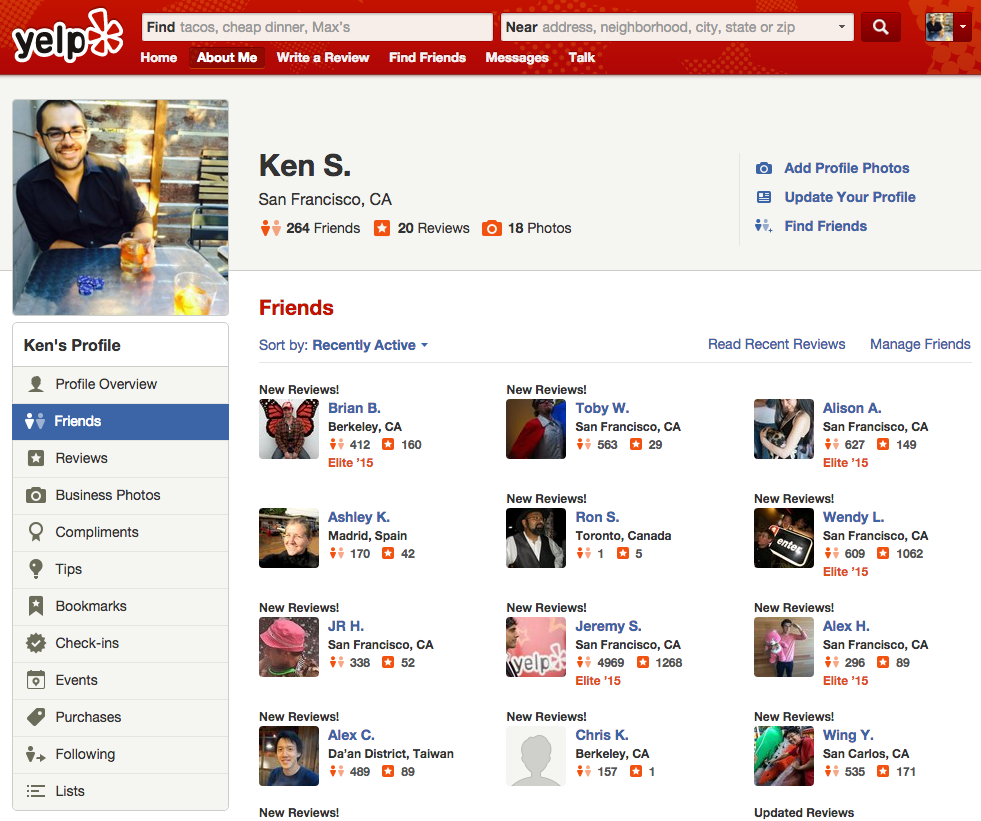 yelp
Find tacos, cheap dinner, Max's
Near address, neighborhood, city, state or zip
Home About Me Write a Review Find Friends Messages Talk
Ken S.
San Francisco, CA
264 Friends 20 Reviews 18 Photos
Add Profile Photos
Update Your Profile
Find Friends
Ken's Profile
Profile Overview
Friends
Reviews
Business Photos
Compliments
Tips
Bookmarks
Check-ins
Events
Purchases
Following
Lists
Friends
Sort by: Recently Active
Read Recent Reviews Manage Friends
New Reviews!
Brian B.
Berkeley, CA
412 160
Elite ’15
New Reviews!
Toby W.
San Francisco, CA
563 29
Alison A.
San Francisco, CA
627 149
Elite ’15
Ashley K.
Madrid, Spain
170 42
New Reviews!
Ron S.
Toronto, Canada
1 5
New Reviews!
enter
Wendy L.
San Francisco, CA
609 1062
Elite ’15
New Reviews!
JR H.
San Francisco, CA
338 52
New Reviews!
yelp
Jeremy S.
San Francisco, CA
4969 1268
Elite ’15
New Reviews!
Alex H.
San Francisco, CA
296 89
Elite ’15
New Reviews!
Alex C.
Da'an District, Taiwan
489 89
New Reviews!
Chris K.
Berkeley, CA
157 1
New Reviews!
Wing Y.
San Carlos, CA
535 171
New Reviews!
Updated Reviews